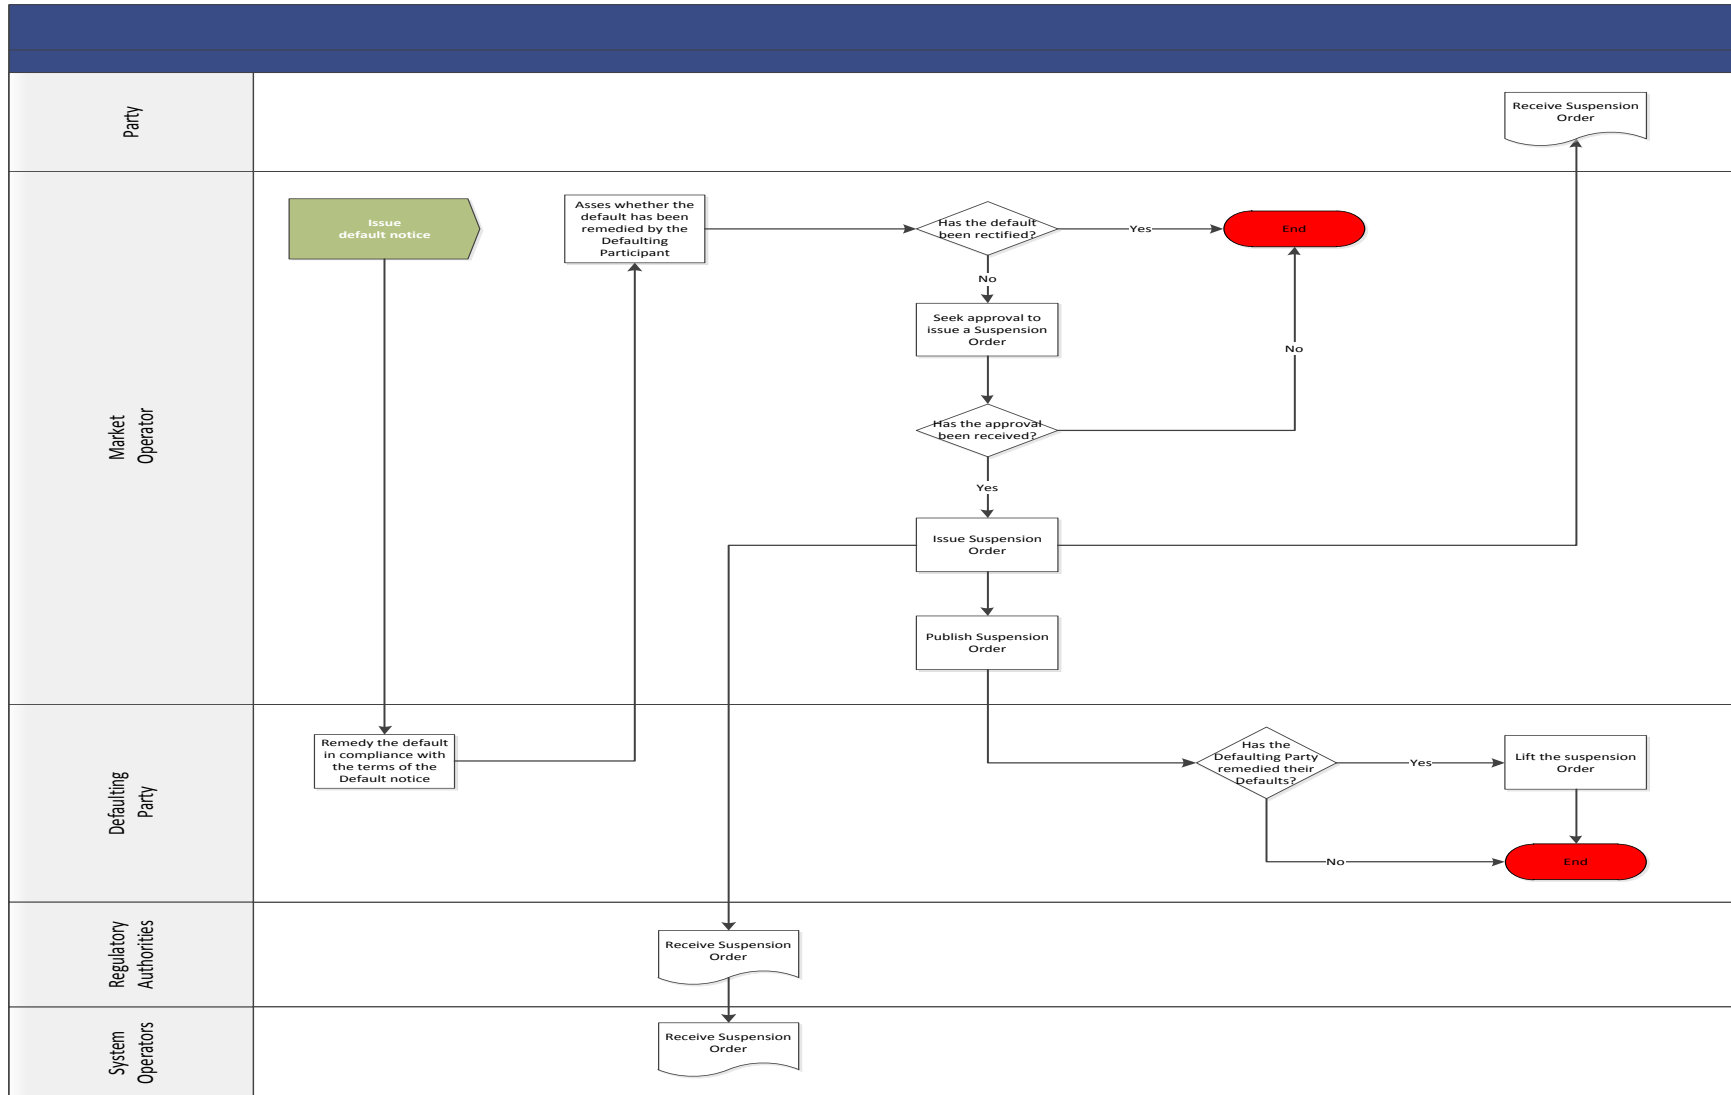 Party
Receive Suspension
Order
Market
Operator
Issue
default notice
Asses whether the
default has been
remedied by the
Defaulting
Participant
Has the default
been rectified?
Yes
End
No
Seek approval to
issue a Suspension
Order
No
Has the approval
been received?
Yes
Issue Suspension
Order
Publish Suspension
Order
Defaulting
Party
Remedy the default
in compliance with
the terms of the
Default notice
Has the
Defaulting Party
remedied their
Defaults?
Yes
Lift the suspension
Order
No
End
Regulatory
Authorities
Receive Suspension
Order
System
Operators
Receive Suspension
Order